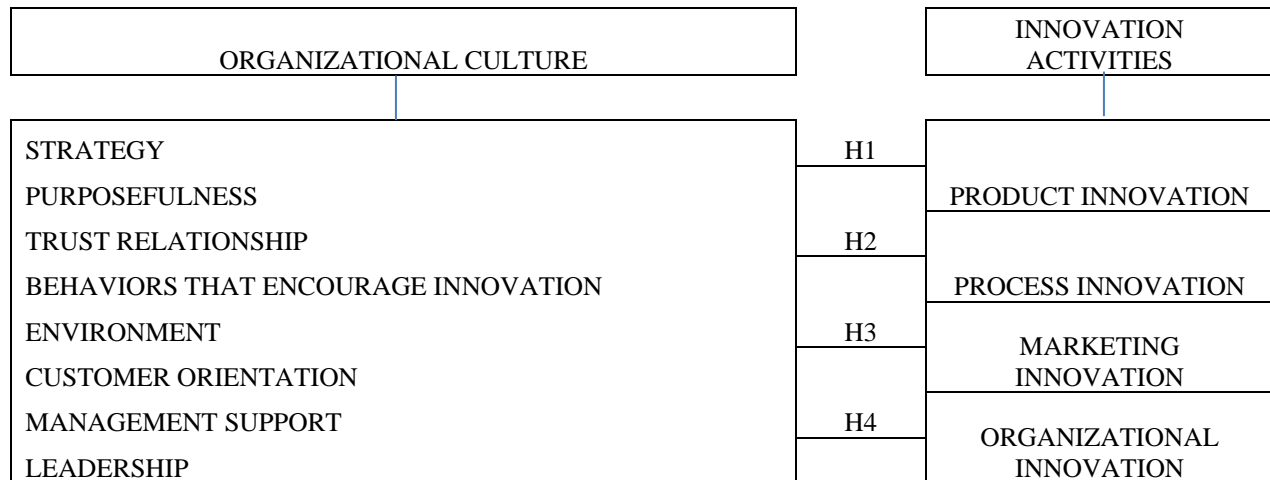 ORGANIZATIONAL CULTURE
INNOVATION
ACTIVITIES
STRATEGY
PURPOSEFULNESS
TRUST RELATIONSHIP
BEHAVIORS THAT ENCOURAGE INNOVATION
ENVIRONMENT
CUSTOMER ORIENTATION
MANAGEMENT SUPPORT
LEADERSHIP
H1
H2
H3
H4
PRODUCT INNOVATION
PROCESS INNOVATION
MARKETING
INNOVATION
ORGANIZATIONAL
INNOVATION